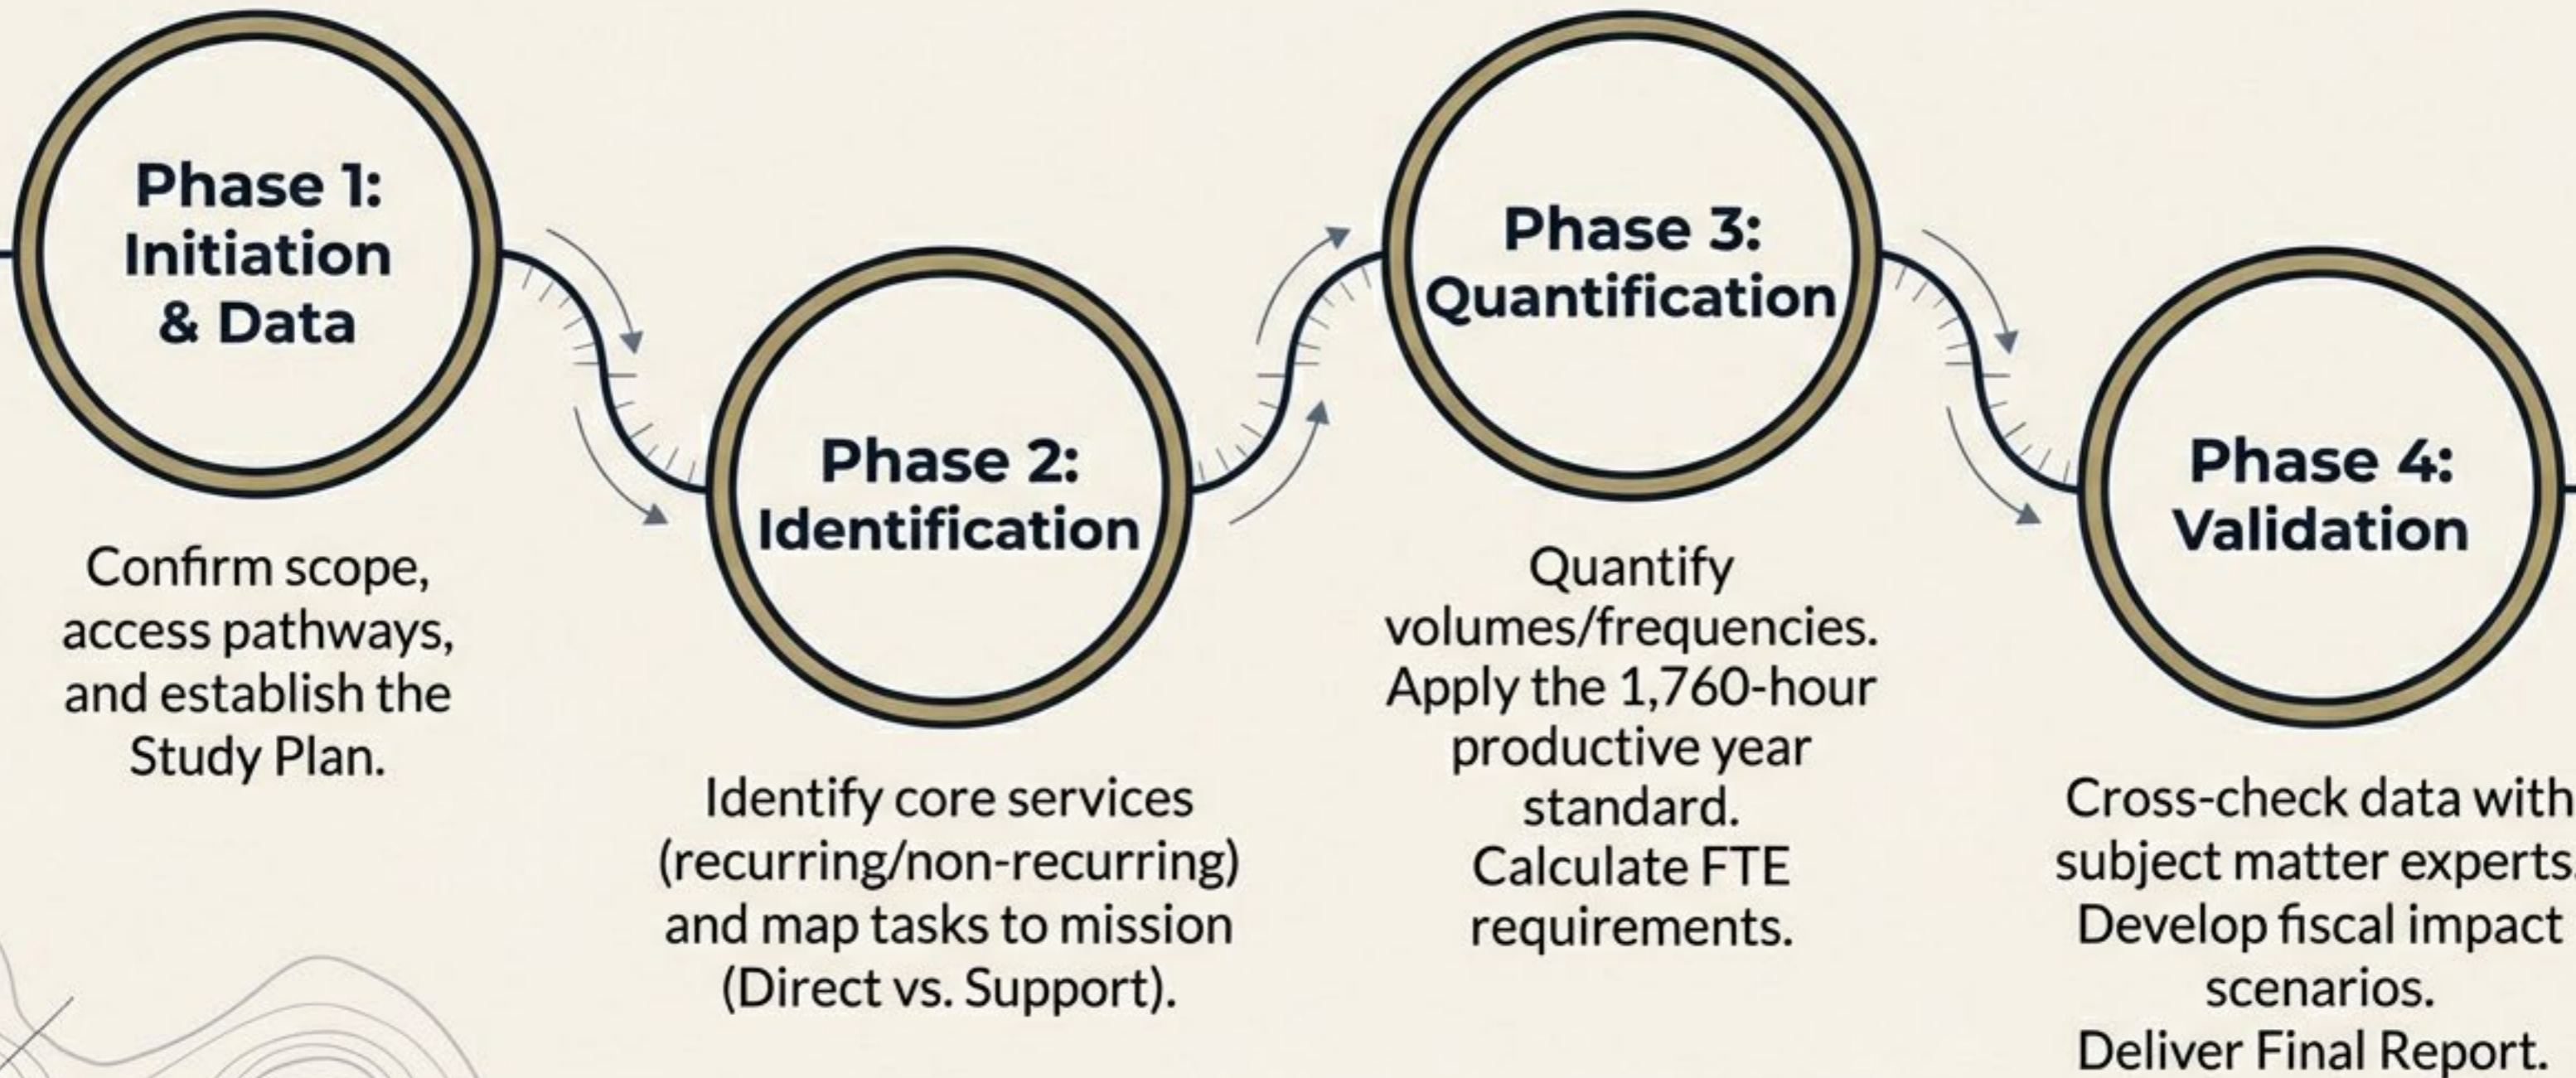 Phase 1:
Initiation
& Data
Confirm scope,
access pathways,
and establish the
Study Plan.
Phase 2:
Identification
Identify core services
(recurring/non-recurring)
and map tasks to mission
(Direct vs. Support).
Phase 3:
Quantification
Quantify
volumes/frequencies.
Apply the 1,760-hour
productive year
standard.
Calculate FTE
requirements.
Phase 4:
Validation
Cross-check data with
subject matter experts.
Develop fiscal impact
scenarios.
Deliver Final Report.